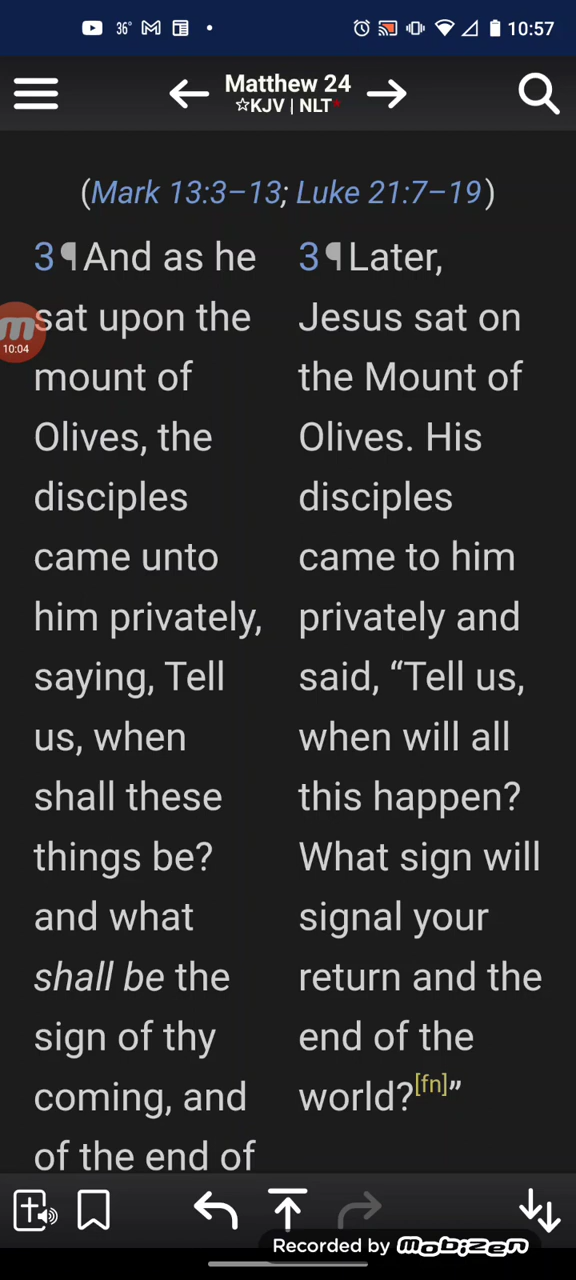 36° 10:57
Matthew 24
☆KJV | NLT*
(Mark 13:3–13; Luke 21:7–19)
3 ¶ And as he
sat upon the
mount of
Olives, the
disciples
came unto
him privately,
saying, Tell
us, when
shall these
things be?
and what
shall be the
sign of thy
coming, and
of the end of
3 ¶ Later,
Jesus sat on
the Mount of
Olives. His
disciples
came to him
privately and
said, “Tell us,
when will all
this happen?
What sign will
signal your
return and the
end of the
world?[fn]”
m
10:04
Recorded by mobizen